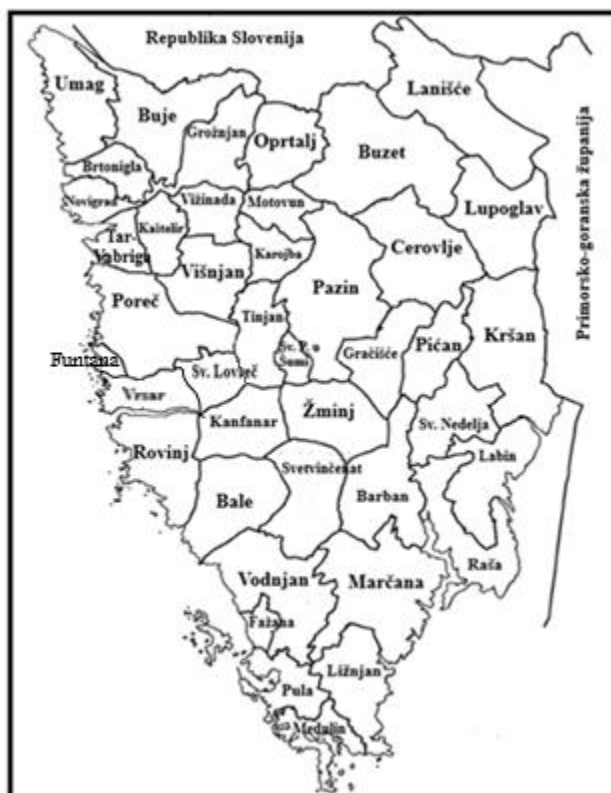 Republika Slovenija
Umag
Lanišće
Buje
Grožnjan
Oprtalj
Buzet
Primorsko-goranska županija
Brtonigla
Novigrad
Vižinada
Motovun
Lupoglav
Kaštelir
Tar-
Vabriga
Višnjan
Karojba
Cerovlje
Pazin
Poreč
Tinjan
Kršan
Sv. P. u
Šumi
Gračišće
Pićan
Funtana
Sv. Lovreč
Vrsar
Kanfanar
Žminj
Sv. Nedelja
Rovinj
Labin
Svetvinčenat
Bale
Barban
Raša
Vodnjan
Marčana
Fažana
Ližnjan
Pula
Medulin